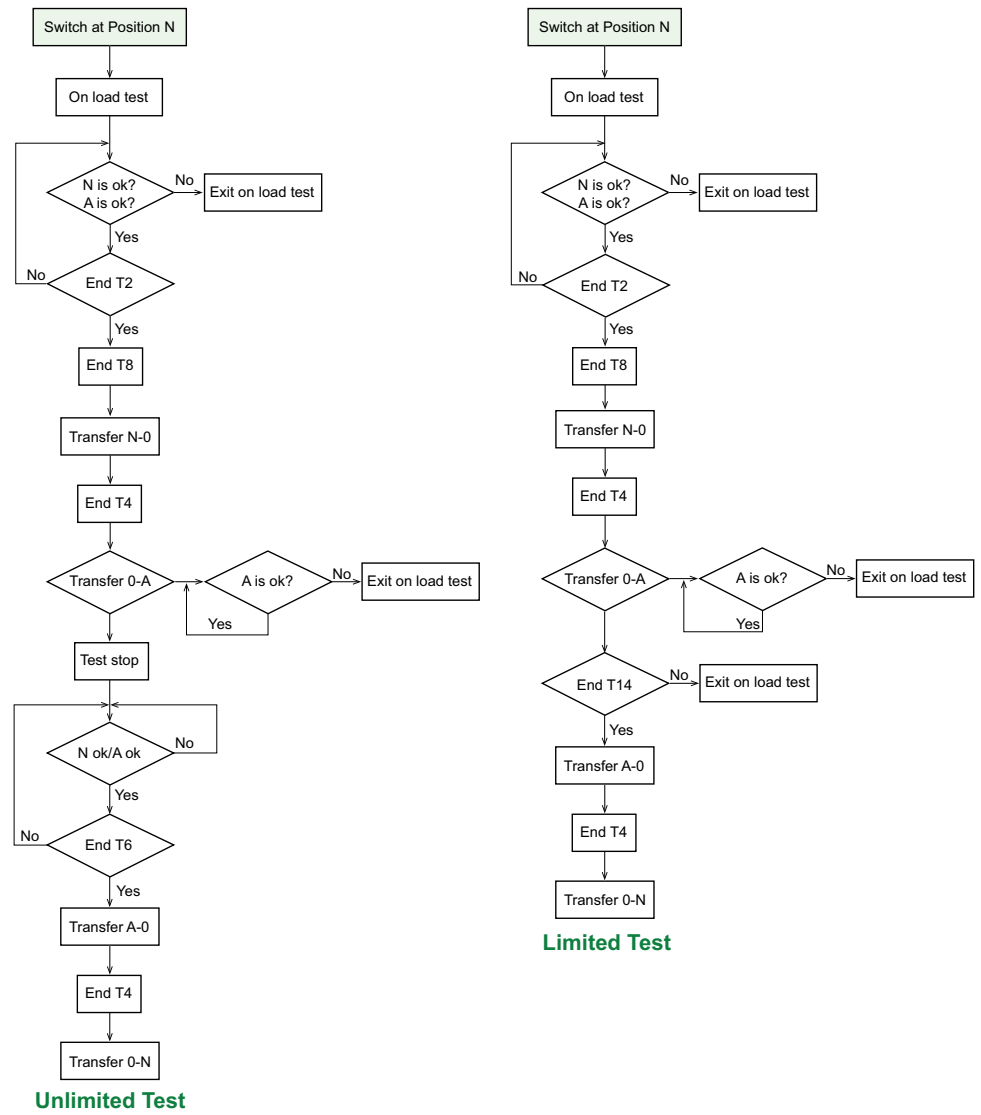 Switch at Position N
On load test
N is ok?
A is ok?
No
Exit on load test
Yes
End T2
No
Yes
End T8
Transfer N-0
End T4
Transfer 0-A
A is ok?
No
Exit on load test
Yes
Test stop
N ok/A ok
No
Yes
End T6
No
Yes
Transfer A-0
End T4
Transfer 0-N
Unlimited Test
Switch at Position N
On load test
N is ok?
A is ok?
No
Exit on load test
Yes
End T2
No
Yes
End T8
Transfer N-0
End T4
Transfer 0-A
A is ok?
No
Exit on load test
Yes
End T14
No
Exit on load test
Yes
Transfer A-0
End T4
Transfer 0-N
Limited Test